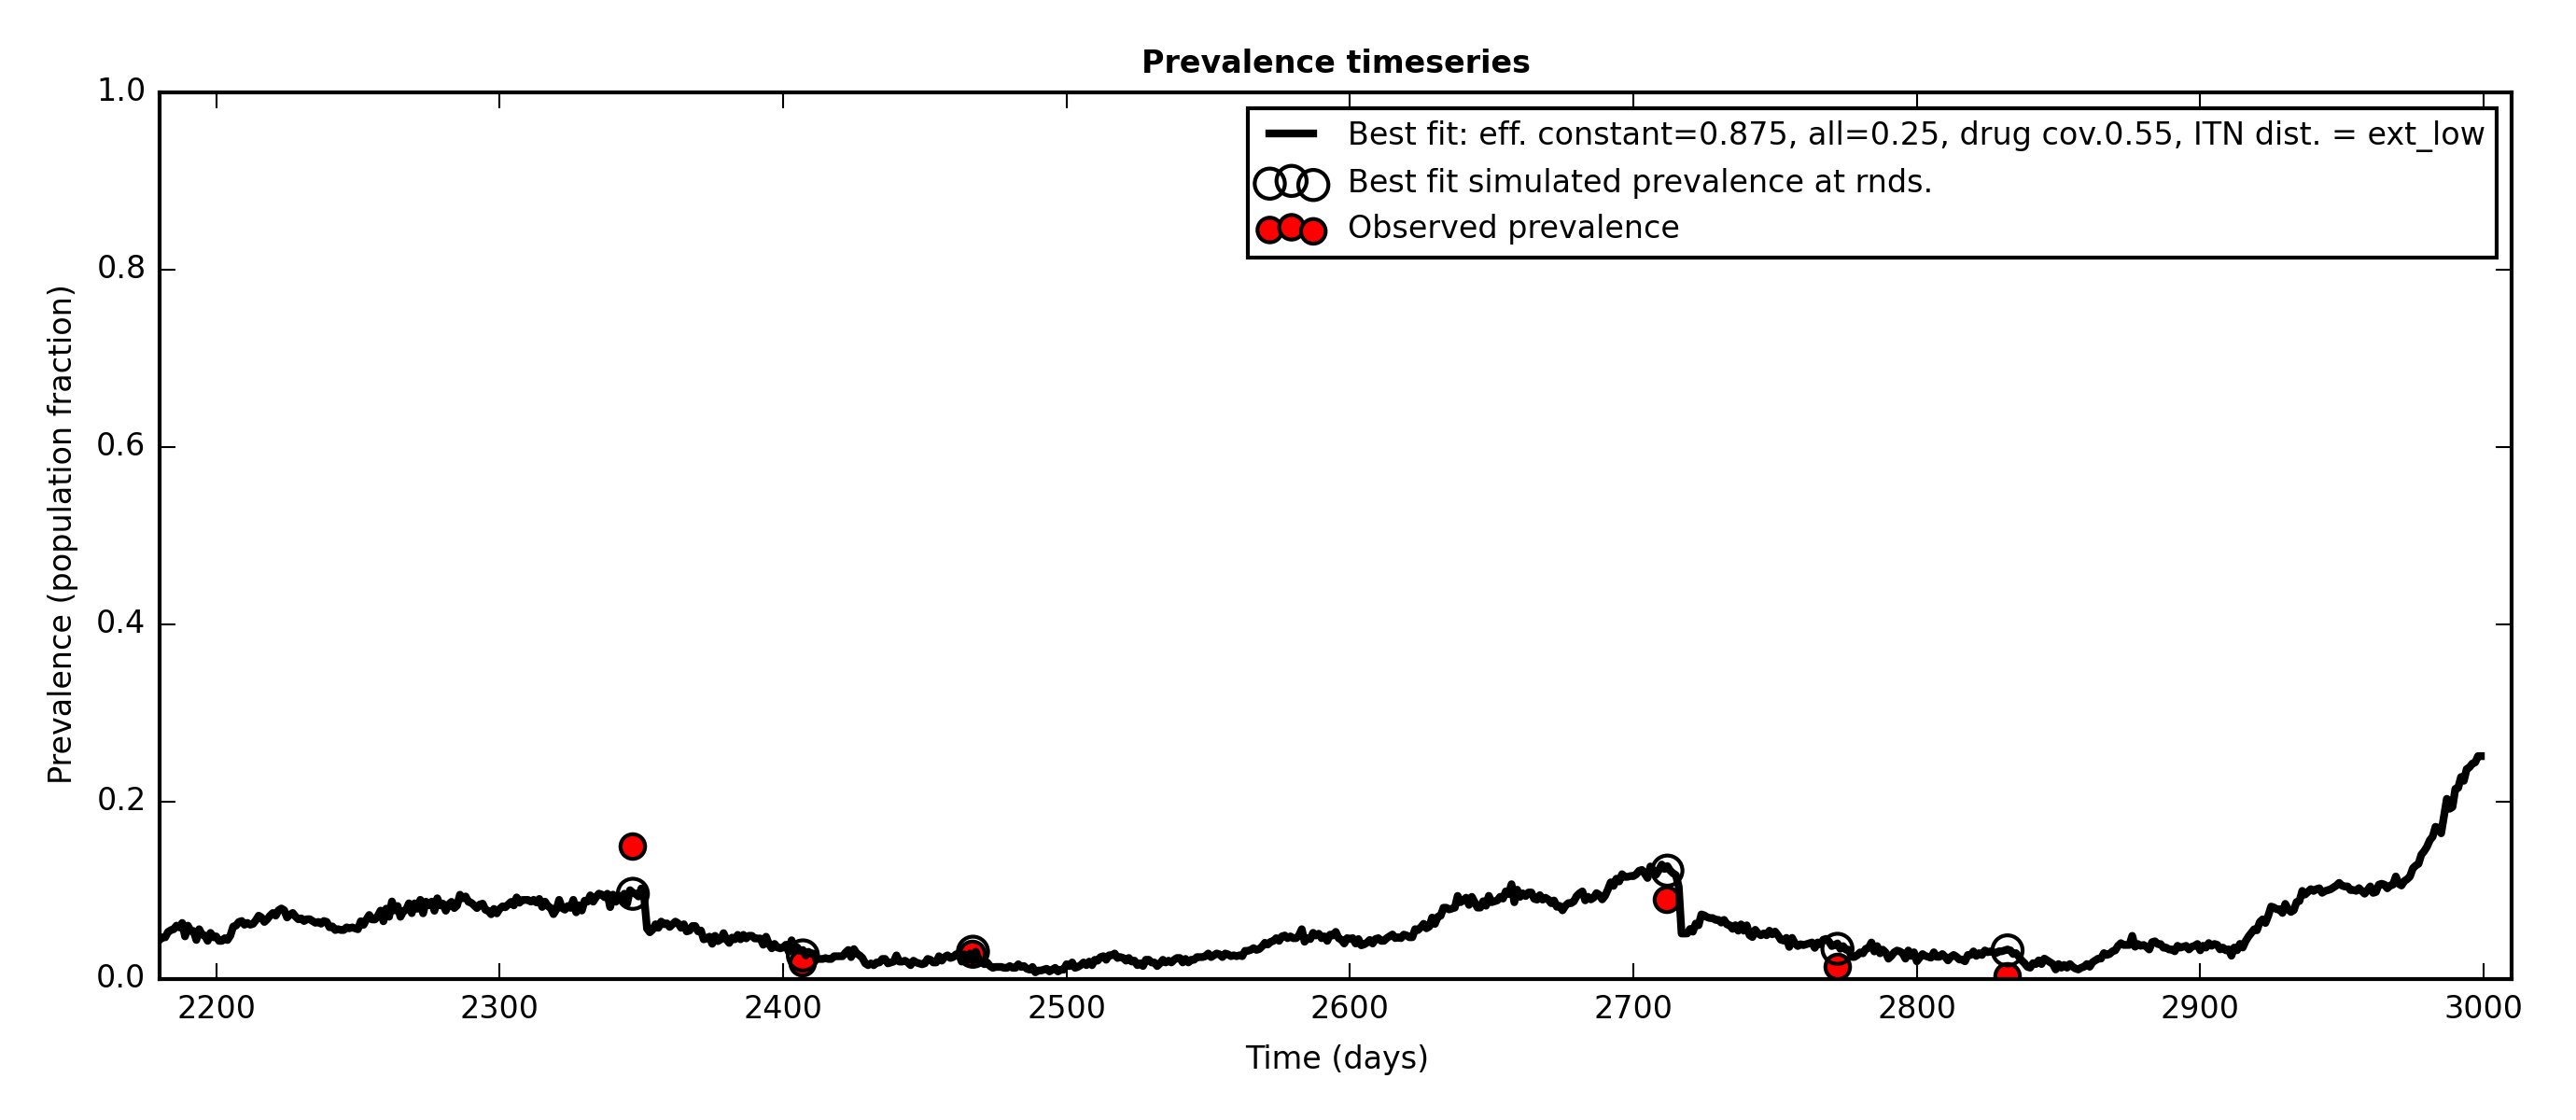 Prevalence timeseries
1.0
0.8
0.6
0.4
0.2
0.0
Prevalence (population fraction)
Best fit: eff. constant=0.875, all=0.25, drug cov.0.55, ITN dist. = ext_low
Best fit simulated prevalence at rnds.
Observed prevalence
2200 2300 2400 2500 2600 2700 2800 2900 3000
Time (days)